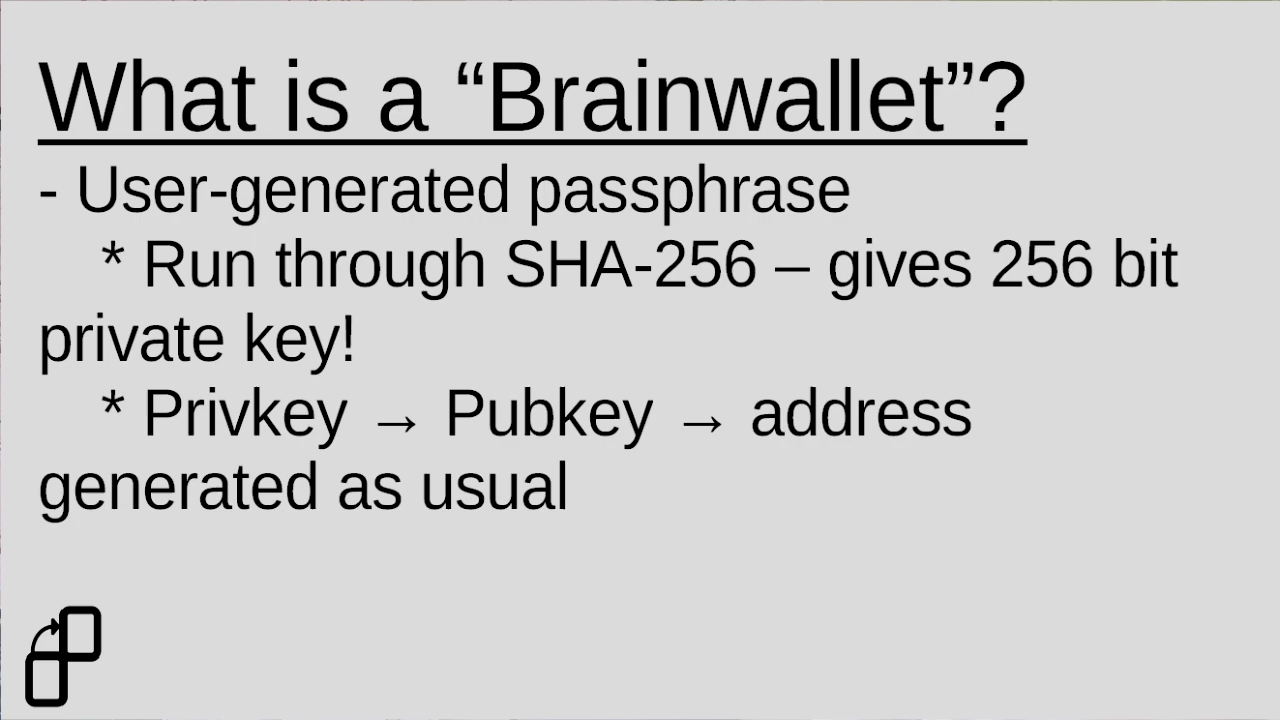 What is a “Brainwallet”?
- User-generated passphrase
* Run through SHA-256 – gives 256 bit
private key!
* Privkey → Pubkey → address
generated as usual